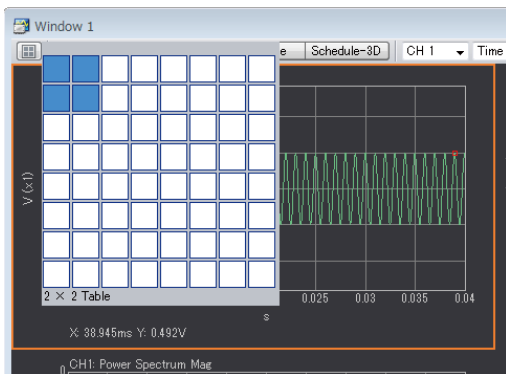 Window 1
e Schedule-3D CH 1 Time
V (x1)
2 × 2 Table
0.025 0.03 0.035 0.04
s
X: 38.945ms Y: 0.492V
0
CH1: Power Spectrum Mag